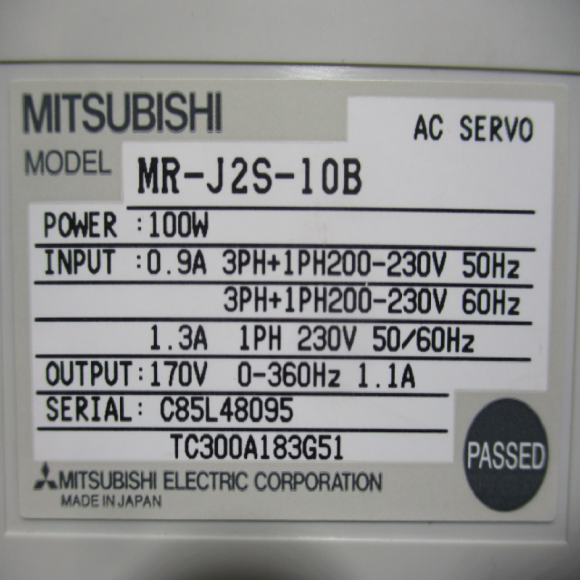 MITSUBISHI
AC SERVO
MODEL MR-J2S-10B
POWER :100W
INPUT :0.9A 3PH+1PH200-230V 50Hz
3PH+1PH200-230V 60Hz
1.3A 1PH 230V 50/60Hz
OUTPUT:170V 0-360Hz 1.1A
SERIAL: C85L48095
TC300A183G51
PASSED
MITSUBISHI ELECTRIC CORPORATION
MADE IN JAPAN